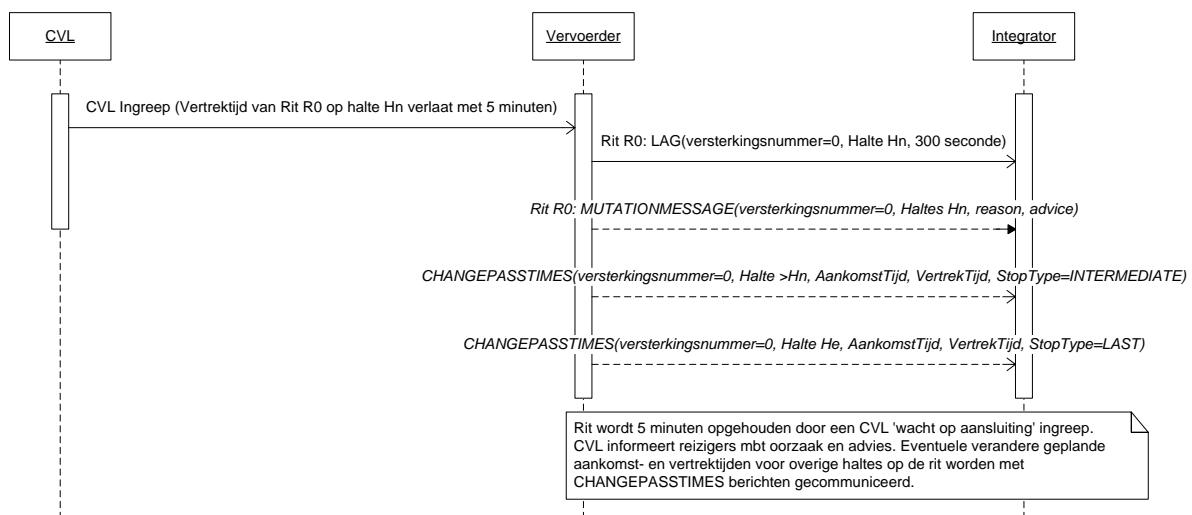 CVL
Vervoerder
Integrator
CVL Ingreep (Vertrektijd van Rit R0 op halte Hn verlaat met 5 minuten)
Rit R0: LAG(versterkingsnummer=0, Halte Hn, 300 seconde)
Rit R0: MUTATIONMESSAGE(versterkingsnummer=0, Haltes Hn, reason, advice)
CHANGEPASSTIMES(versterkingsnummer=0, Halte >Hn, AankomstTijd, VertrekTijd, StopType=INTERMEDIATE)
CHANGEPASSTIMES(versterkingsnummer=0, Halte He, AankomstTijd, VertrekTijd, StopType=LAST)
Rit wordt 5 minuten opgehouden door een CVL 'wacht op aansluiting' ingreep.
CVL informeert reizigers mbt oorzaak en advies. Eventuele verandere geplande
aankomst- en vertrektijden voor overige haltes op de rit worden met
CHANGEPASSTIMES berichten gecommuniceerd.